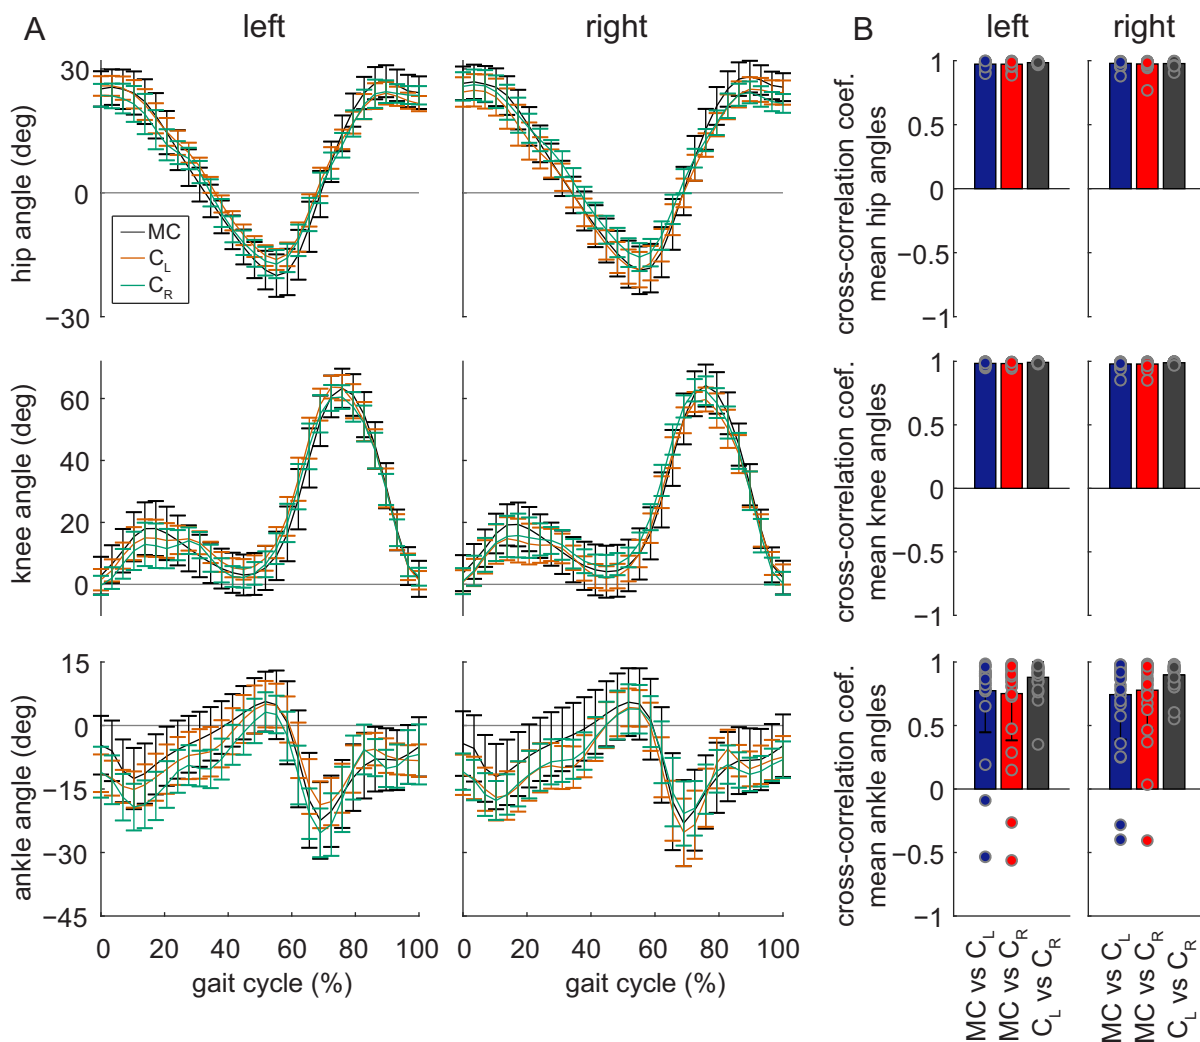 A
left
right
B
left
right
hip angle (deg)
30
0
−30
MC
C_L
C_R
cross-correlation coef.
mean hip angles
1
0.5
0
−0.5
−1
knee angle (deg)
60
40
20
0
cross-correlation coef.
mean knee angles
1
0.5
0
−0.5
−1
ankle angle (deg)
15
0
−15
−30
−45
0 20 40 60 80 100
gait cycle (%)
0 20 40 60 80 100
gait cycle (%)
cross-correlation coef.
mean ankle angles
1
0.5
0
−0.5
−1
MC vs C_L
MC vs C_R
C_L vs C_R
MC vs C_L
MC vs C_R
C_L vs C_R